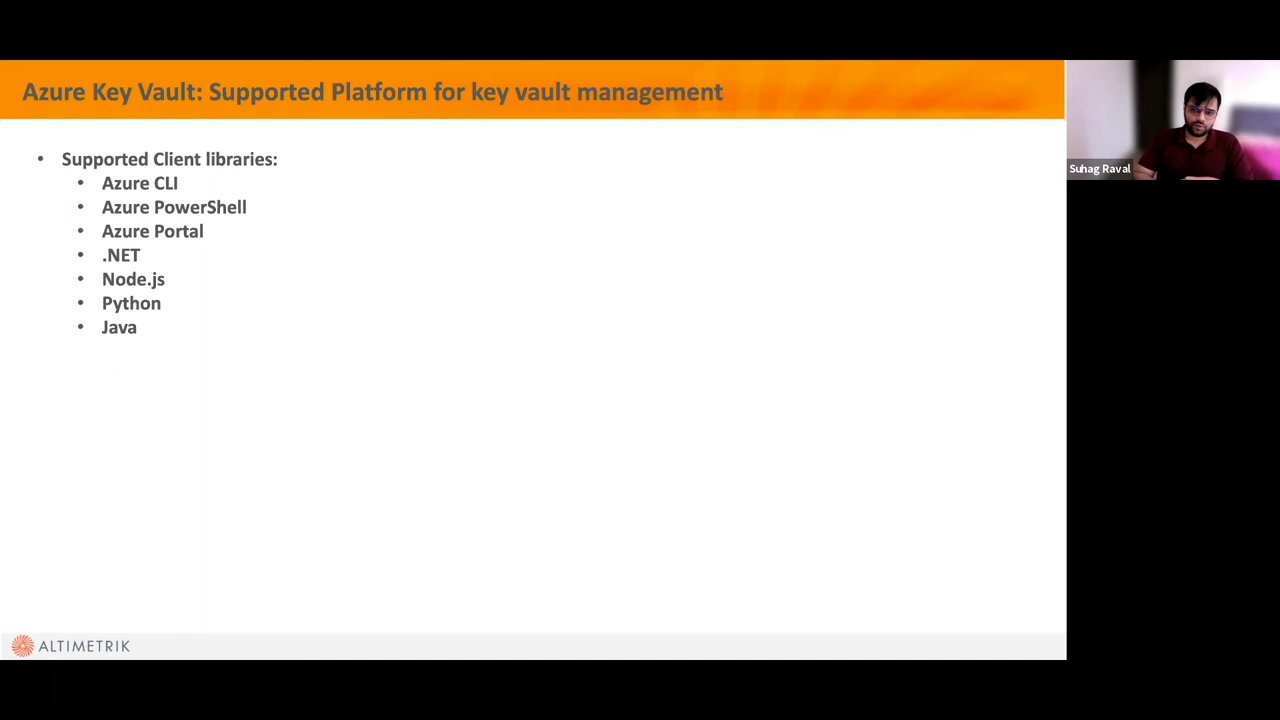 Azure Key Vault: Supported Platform for key vault management
• Supported Client libraries:
• Azure CLI
• Azure PowerShell
• Azure Portal
• .NET
• Node.js
• Python
• Java
Suhag Raval
ALTIMETRIK